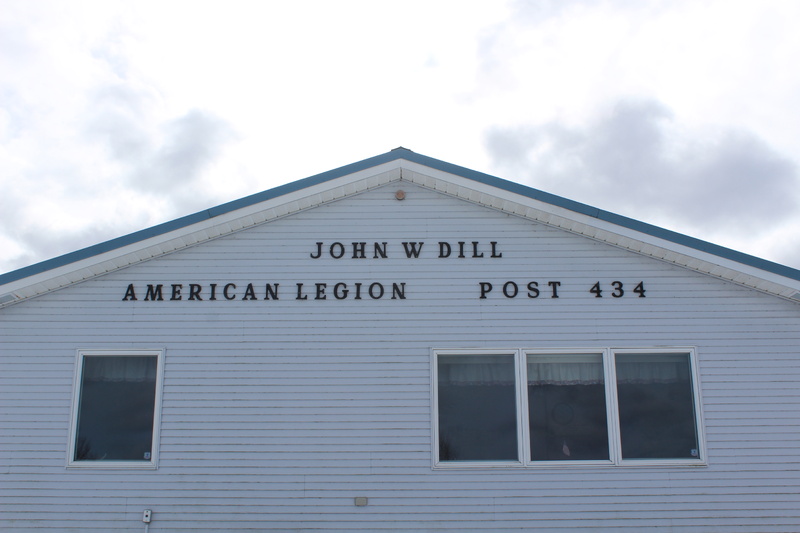 JOHN W DILL
AMERICAN LEGION POST 434